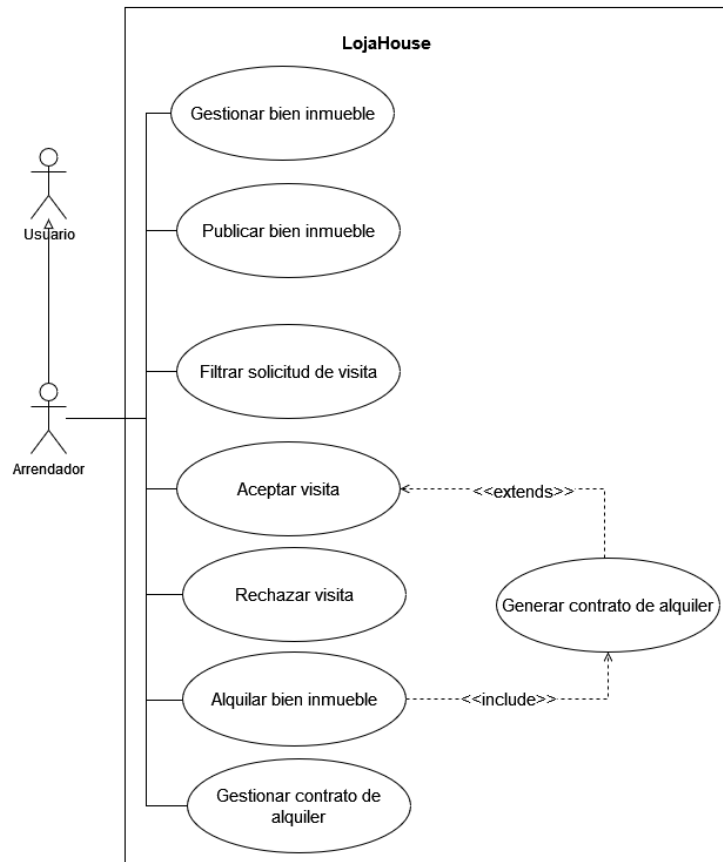 LojaHouse
Gestionar bien inmueble
Usuario
Publicar bien inmueble
Filtrar solicitud de visita
Arrendador
Aceptar visita
<<extends>>
Rechazar visita
Generar contrato de alquiler
Alquilar bien inmueble
<<include>>
Gestionar contrato de
alquiler